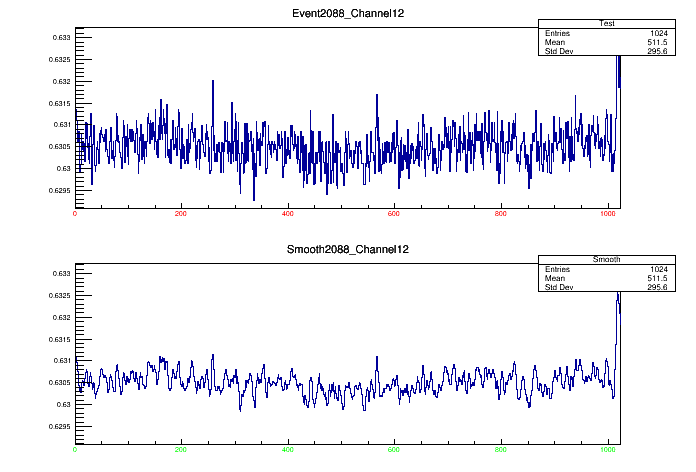 Event2088_Channel12
Test
Entries 1024
Mean 511.5
Std Dev 295.6
0.633
0.6325
0.632
0.6315
0.631
0.6305
0.63
0.6295
0 200 400 600 800 1000
Smooth2088_Channel12
Smooth
Entries 1024
Mean 511.5
Std Dev 295.6
0.633
0.6325
0.632
0.6315
0.631
0.6305
0.63
0.6295
0 200 400 600 800 1000